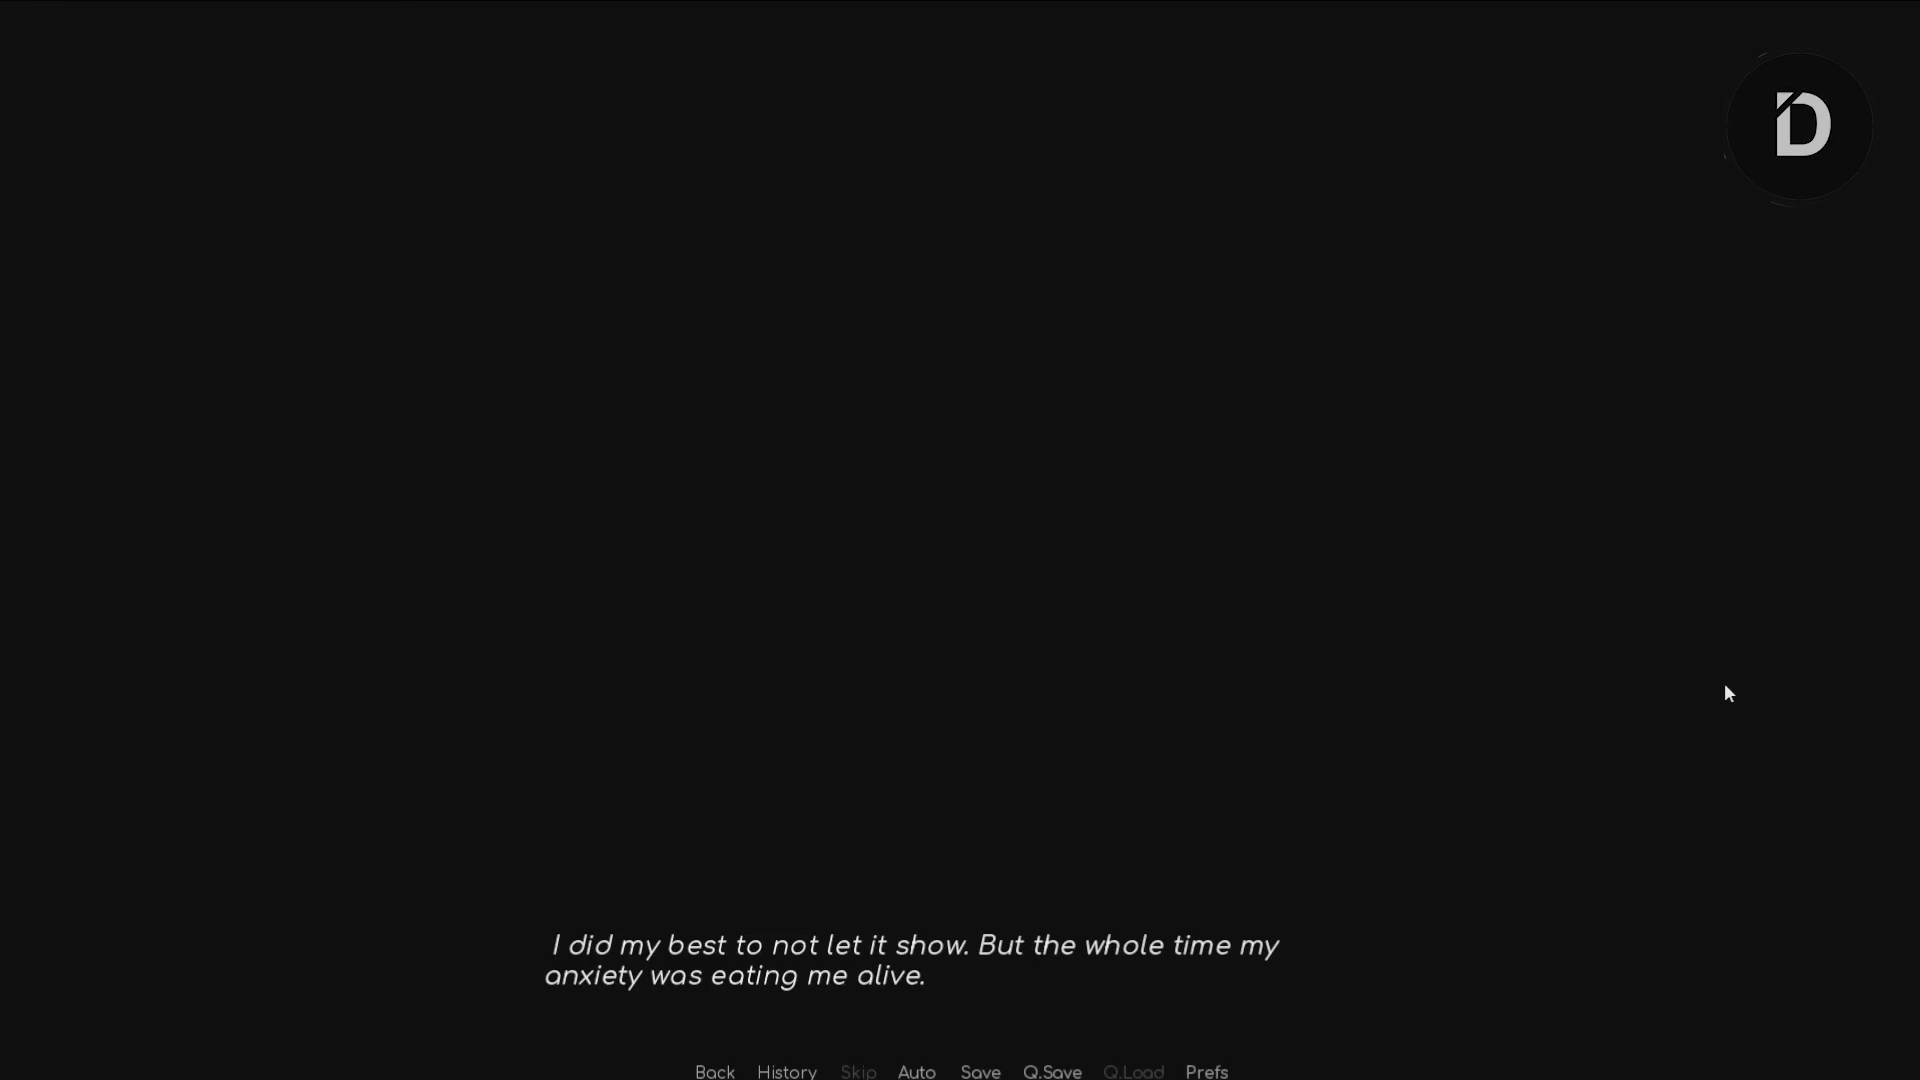 D
I did my best to not let it show. But the whole time my
anxiety was eating me alive.
Back History Skip Auto Save Q.Save Q.Load Prefs